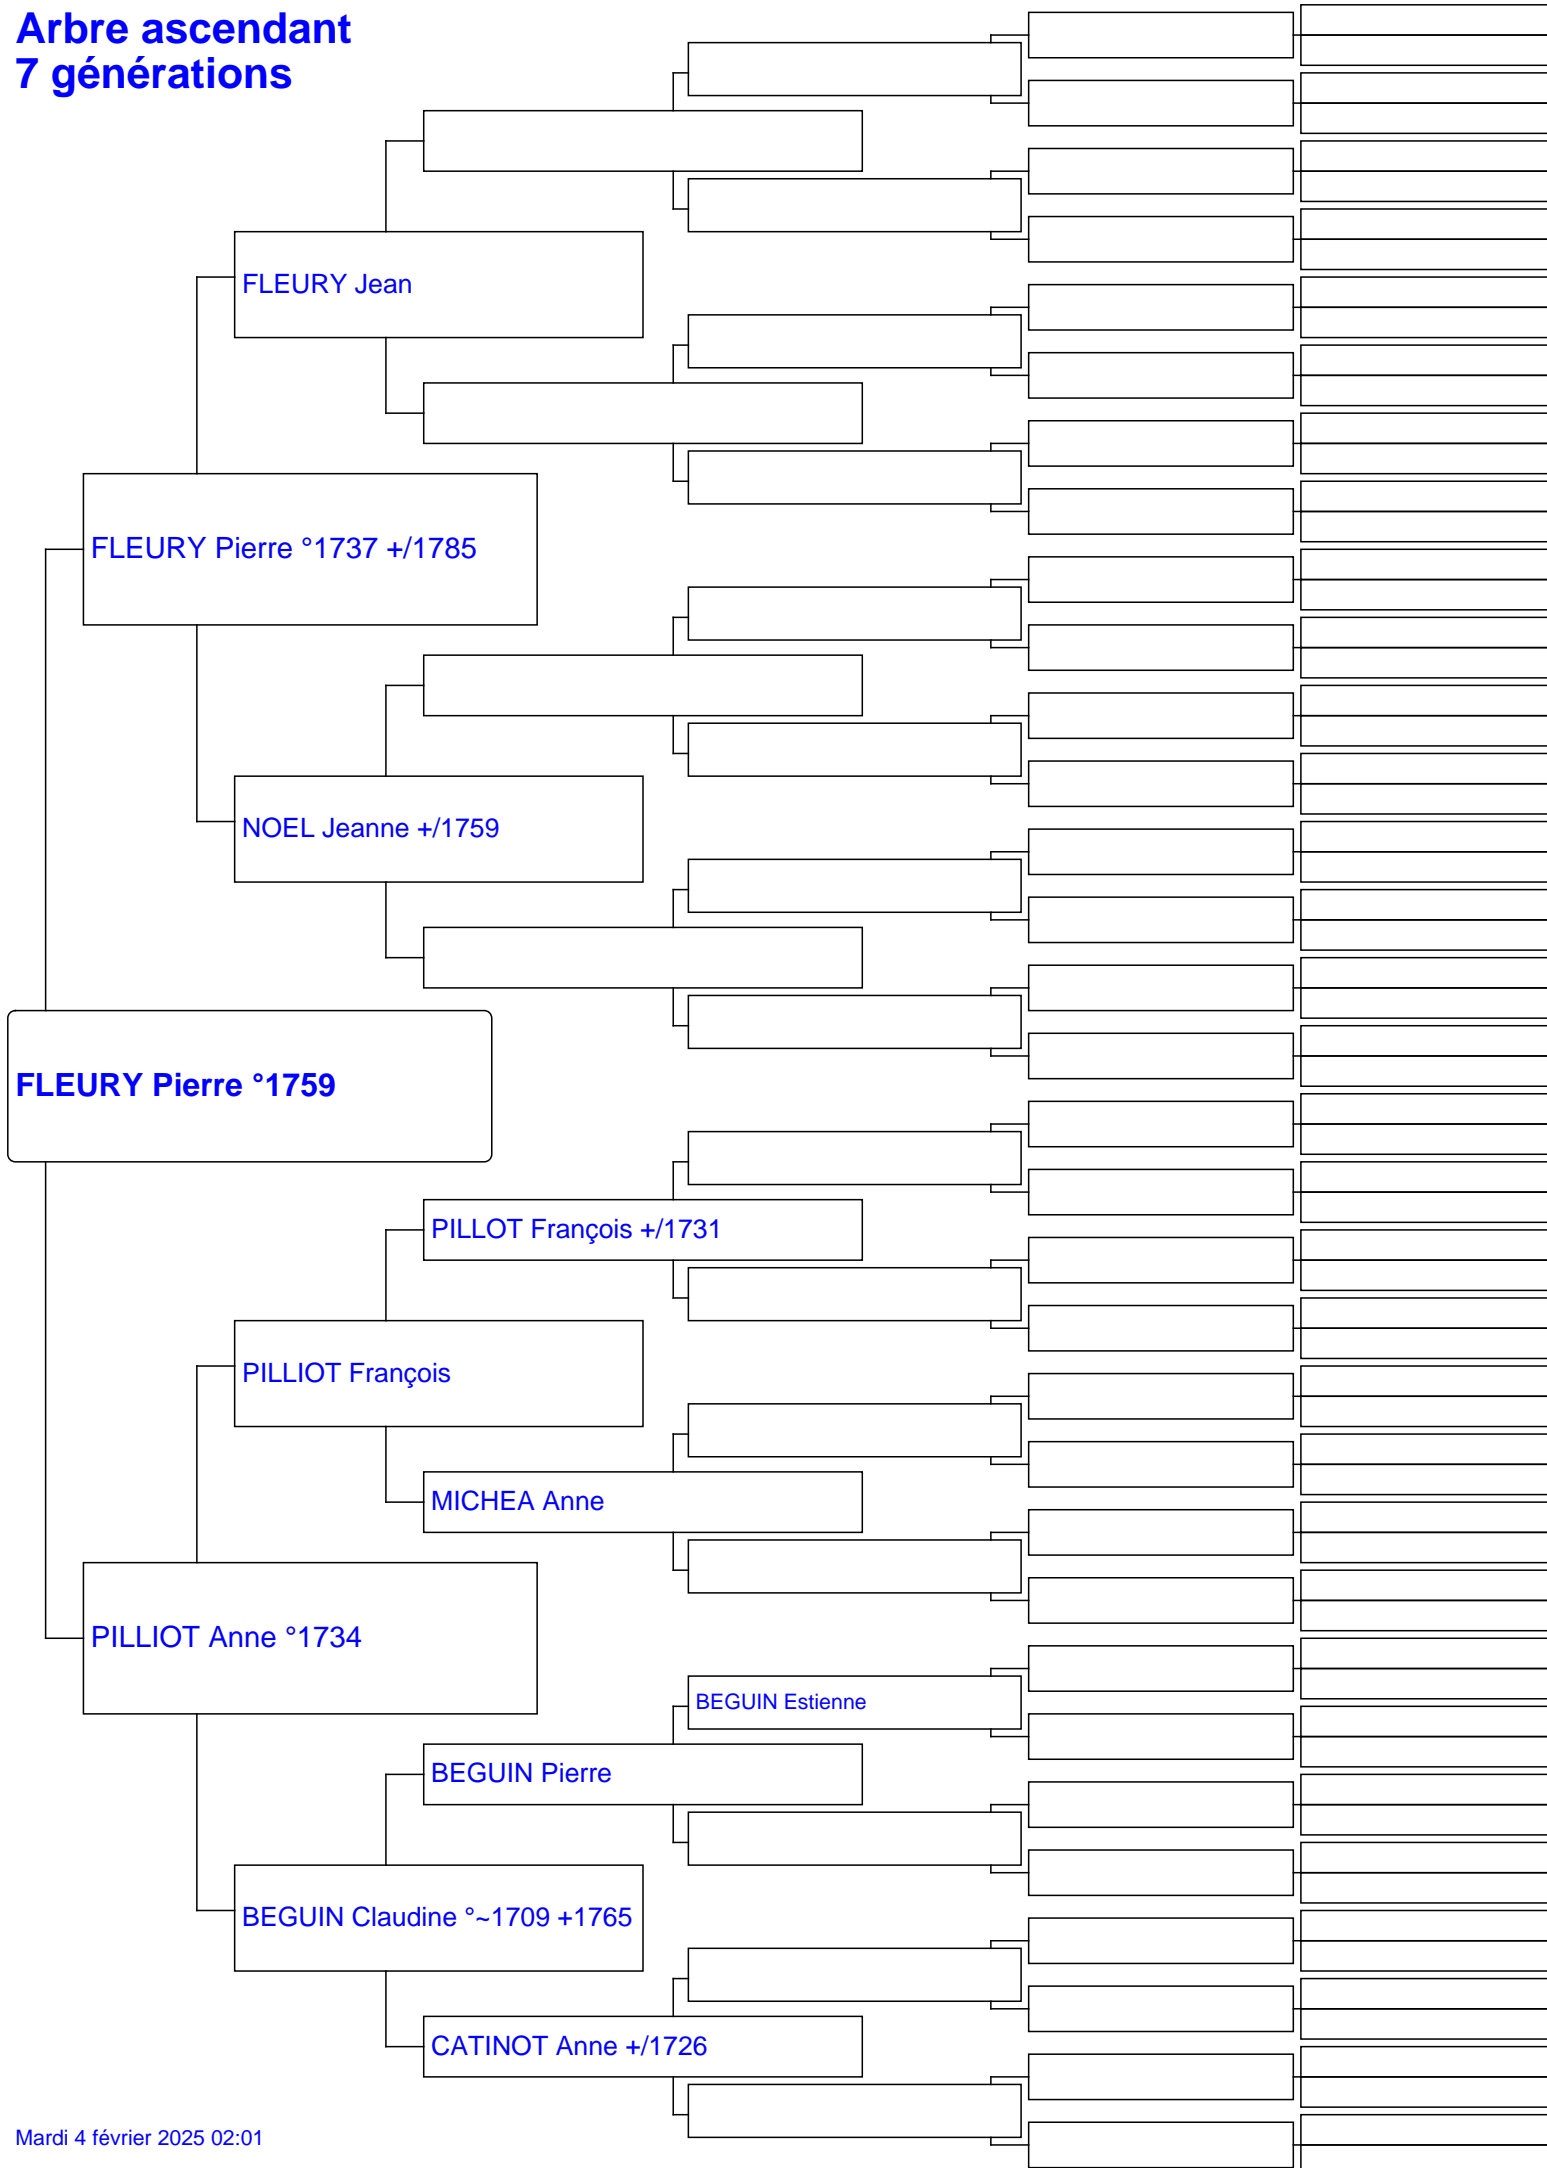 Arbre ascendant
7 générations
FLEURY Jean
FLEURY Pierre °1737 +/1785
NOEL Jeanne +/1759
FLEURY Pierre °1759
PILLOT François +/1731
PILLIOT François
MICHEA Anne
PILLIOT Anne °1734
BEGUIN Estienne
BEGUIN Pierre
BEGUIN Claudine °~1709 +1765
CATINOT Anne +/1726
Mardi 4 février 2025 02:01